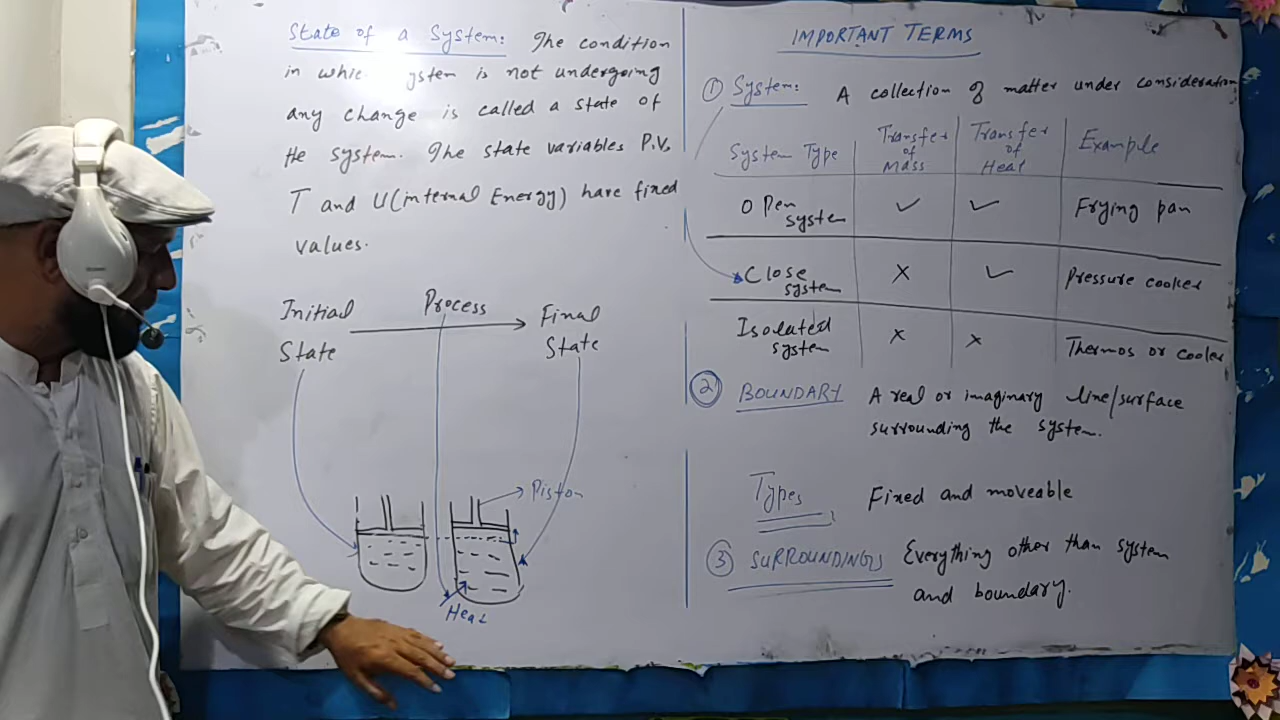 State of a System: The condition
in whic ystem is not undergoing
any change is called a state of
the system. The state variables P.V,
T and U(internal Energy) have fixed
values.
Initial
State
Process
Final
State
Piston
Heat
IMPORTANT TERMS
① System: A collection of matter under consideration
System Type
Transfer
of
Mass
Transfer
of
Heat
Example
Open
system
✓
✓
Frying pan
Close
system
×
✓
Pressure cooker
Isolated
system
×
×
Thermos or cooler
② BOUNDARY A real or imaginary line/surface
surrounding the system.
Types Fixed and moveable
③ SURROUNDINGS Everything other than system
and boundary.